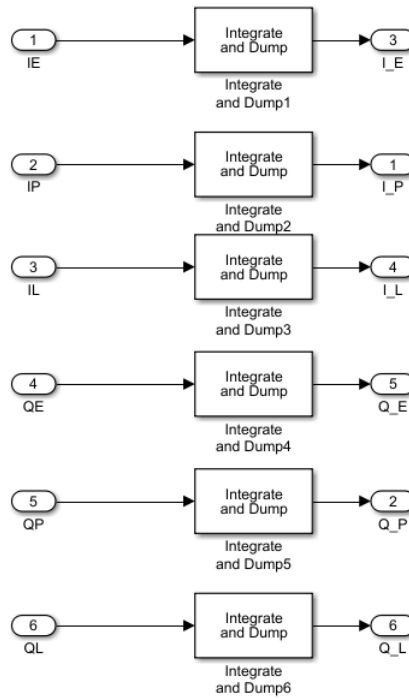 1
IE
Integrate
and Dump
Integrate
and Dump1
3
I_E
2
IP
Integrate
and Dump
Integrate
and Dump2
1
I_P
3
IL
Integrate
and Dump
Integrate
and Dump3
4
I_L
4
QE
Integrate
and Dump
Integrate
and Dump4
5
Q_E
5
QP
Integrate
and Dump
Integrate
and Dump5
2
Q_P
6
QL
Integrate
and Dump
Integrate
and Dump6
6
Q_L